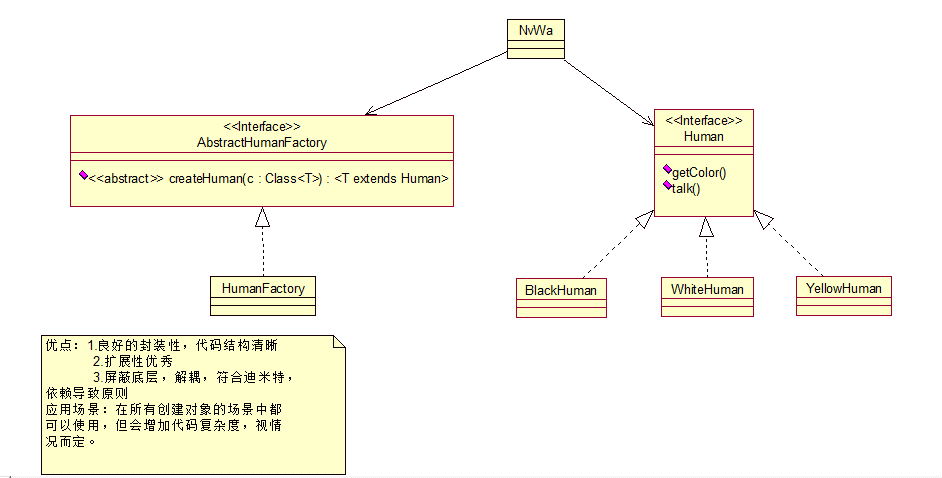 NvWa
<<Interface>>
AbstractHumanFactory
<<abstract>> createHuman(c : Class<T>) : <T extends Human>
<<Interface>>
Human
getColor()
talk()
HumanFactory
BlackHuman
WhiteHuman
YellowHuman
优点：1.良好的封装性，代码结构清晰
2.扩展性优秀
3.屏蔽底层，解耦，符合迪米特，
依赖导致原则
应用场景：在所有创建对象的场景中都
可以使用，但会增加代码复杂度，视情
况而定。